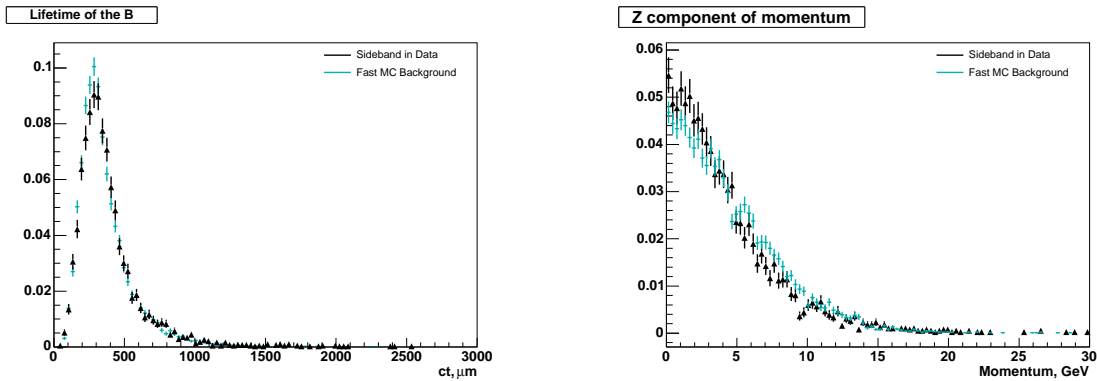 Lifetime of the B
Sideband in Data
Fast MC Background
0.1
0.08
0.06
0.04
0.02
0
0 500 1000 1500 2000 2500 3000
ct, μm
Z component of momentum
Sideband in Data
Fast MC Background
0.06
0.05
0.04
0.03
0.02
0.01
0
0 5 10 15 20 25 30
Momentum, GeV